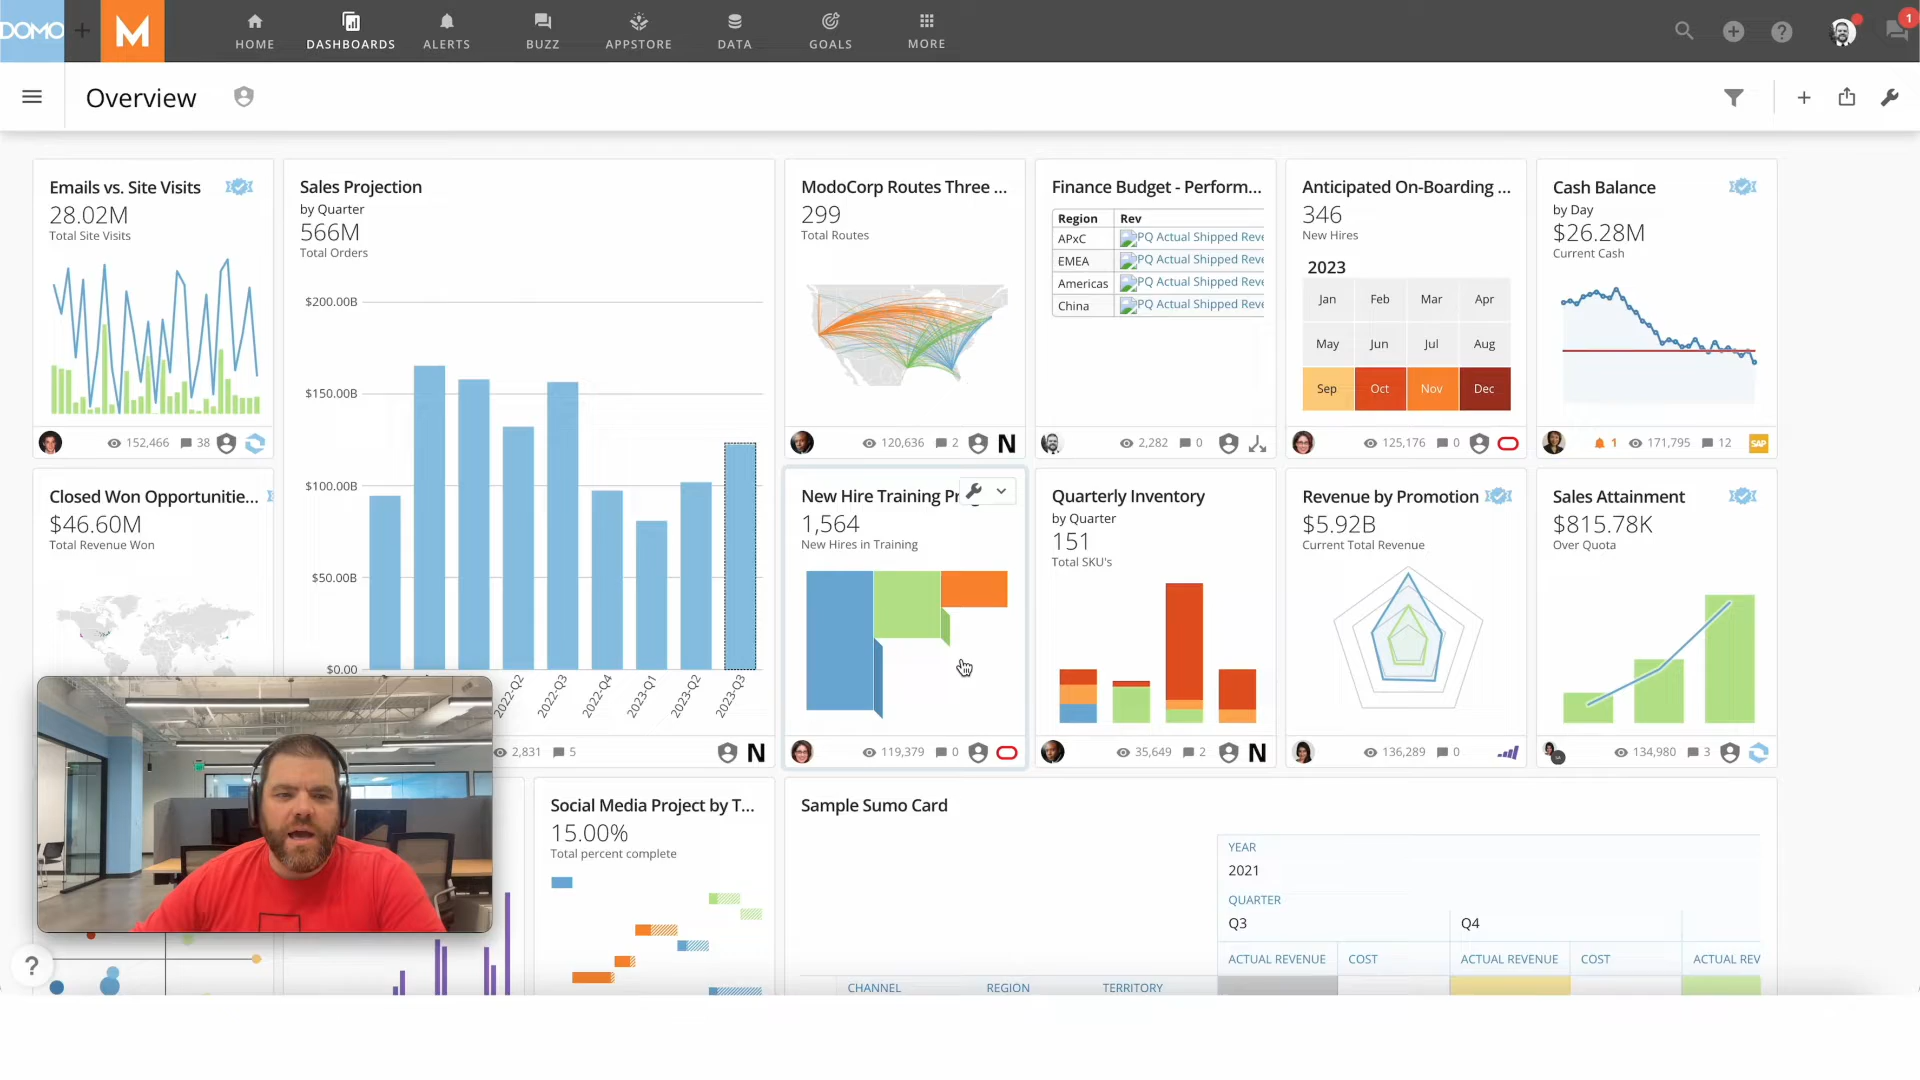 DOMO
HOME
DASHBOARDS
ALERTS
BUZZ
APPSTORE
DATA
GOALS
MORE
1
Overview
Emails vs. Site Visits
28.02M
Total Site Visits
152,466
38
Sales Projection
by Quarter
566M
Total Orders
$200.00B
$150.00B
$100.00B
$50.00B
$0.00
2022-Q2
2022-Q3
2022-Q4
2023-Q1
2023-Q2
2023-Q3
2,831
5
N
ModoCorp Routes Three ...
299
Total Routes
120,636
2
N
Finance Budget - Perform...
Region Rev
APxC PQ Actual Shipped Reve
EMEA PQ Actual Shipped Reve
Americas PQ Actual Shipped Reve
China PQ Actual Shipped Reve
2,282
0
Anticipated On-Boarding ...
346
New Hires
2023
Jan Feb Mar Apr
May Jun Jul Aug
Sep Oct Nov Dec
125,176
0
Cash Balance
by Day
$26.28M
Current Cash
1
171,795
12
SAP
Closed Won Opportunitie...
$46.60M
Total Revenue Won
New Hire Training Pr
1,564
New Hires in Training
119,379
0
Quarterly Inventory
by Quarter
151
Total SKU's
35,649
2
N
Revenue by Promotion
$5.92B
Current Total Revenue
136,289
0
Sales Attainment
$815.78K
Over Quota
134,980
3
Social Media Project by T...
15.00%
Total percent complete
Sample Sumo Card
YEAR
2021
QUARTER
Q3 Q4
ACTUAL REVENUE COST ACTUAL REVENUE COST ACTUAL REV
CHANNEL REGION TERRITORY
?